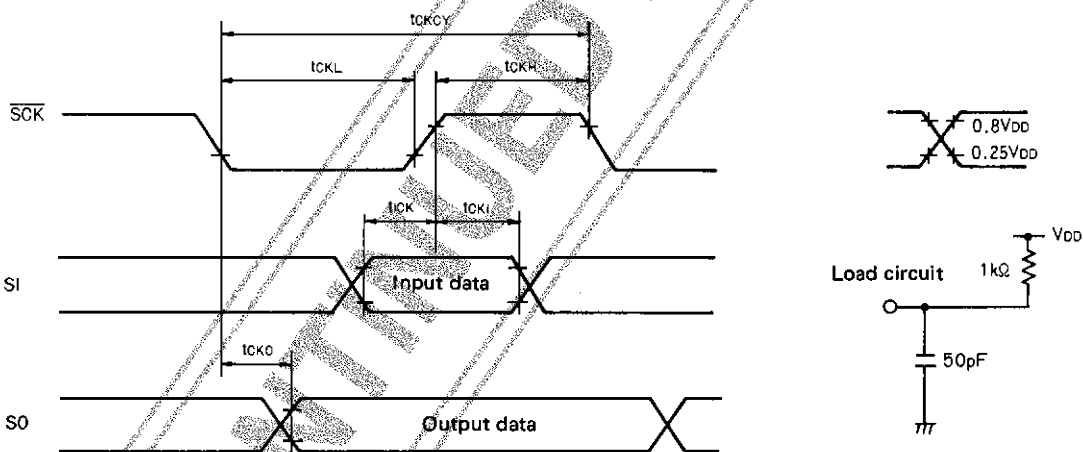 tCKCY
tCKL
tCKH
SCK
0.8VDD
0.25VDD
tICK
tCKI
VDD
SI
Input data
Load circuit
1kΩ
tCKO
50pF
SO
Output data